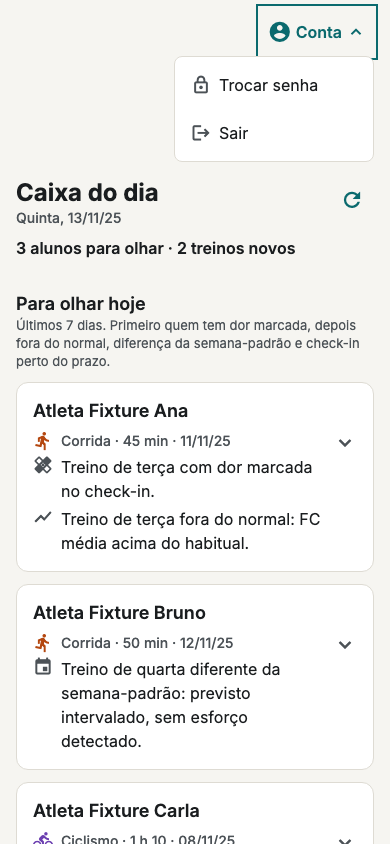 Conta
Trocar senha
Sair
Caixa do dia
Quinta, 13/11/25
3 alunos para olhar · 2 treinos novos
Para olhar hoje
Últimos 7 dias. Primeiro quem tem dor marcada, depois
fora do normal, diferença da semana-padrão e check-in
perto do prazo.
Atleta Fixture Ana
Corrida · 45 min · 11/11/25
Treino de terça com dor marcada
no check-in.
Treino de terça fora do normal: FC
média acima do habitual.
Atleta Fixture Bruno
Corrida · 50 min · 12/11/25
Treino de quarta diferente da
semana-padrão: previsto
intervalado, sem esforço
detectado.
Atleta Fixture Carla
Ciclismo · 1 h 10 · 08/11/25